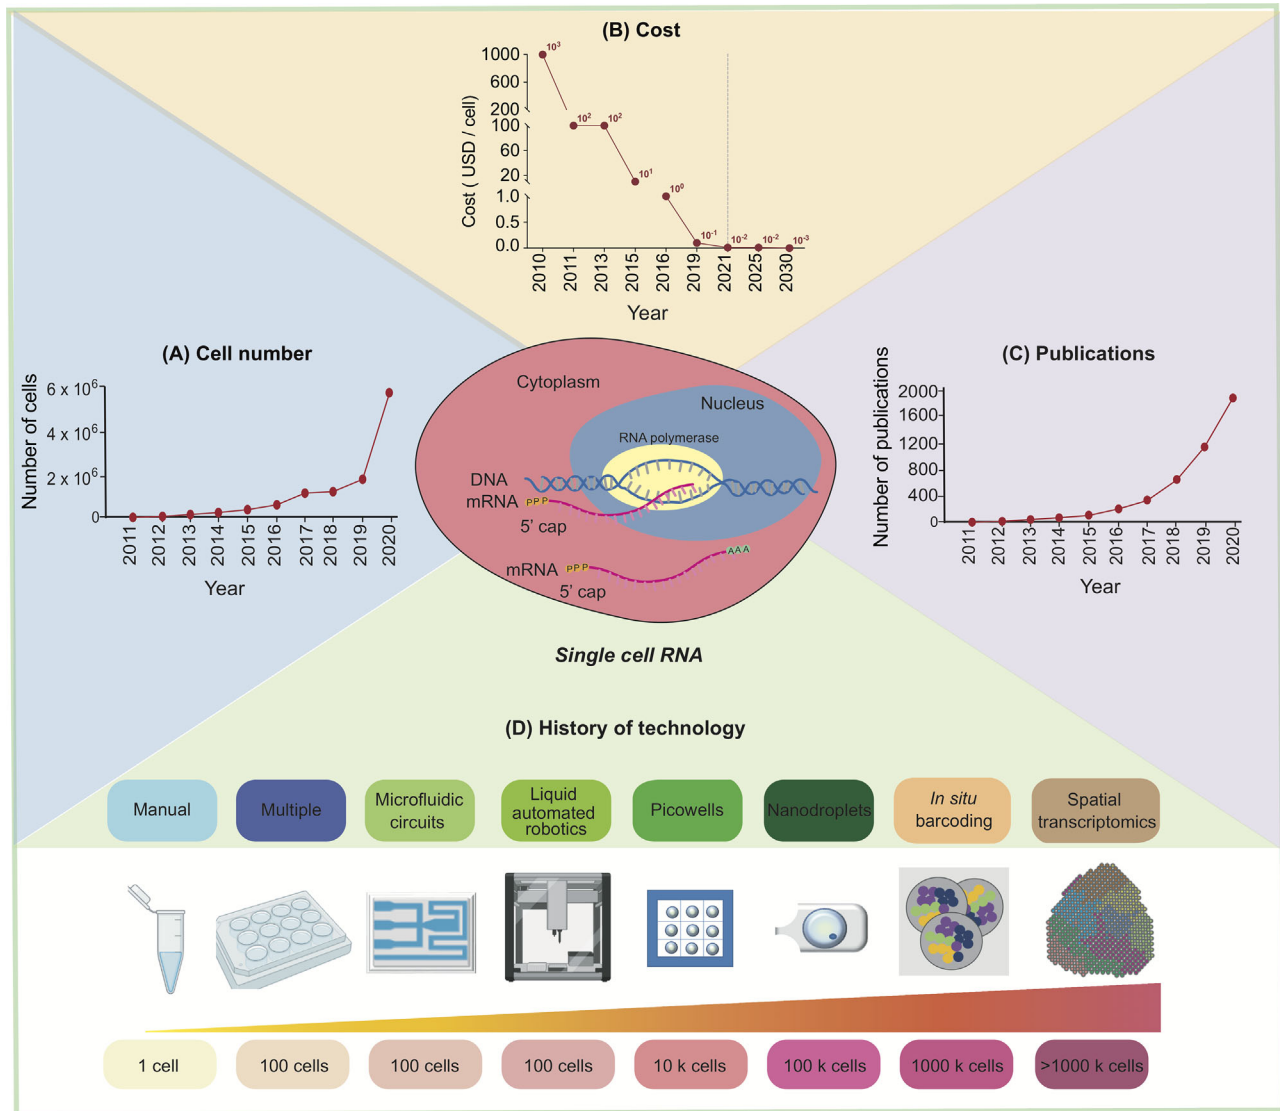 (B) Cost
1000
600
200
100
60
20
1.0
0.5
0.0
Cost ( USD / cell)
10³
10²
10²
10¹
10⁰
10⁻¹
10⁻²
10⁻²
10⁻³
2010
2011
2013
2015
2016
2019
2021
2025
2030
Year
(A) Cell number
Number of cells
6 x 10⁶
4 x 10⁶
2 x 10⁶
0
2011
2012
2013
2014
2015
2016
2017
2018
2019
2020
Year
Cytoplasm
Nucleus
RNA polymerase
DNA
mRNA
PPP
5' cap
mRNA
PPP
AAA
5' cap
Single cell RNA
(C) Publications
Number of publications
2000
1600
1200
800
400
0
2011
2012
2013
2014
2015
2016
2017
2018
2019
2020
Year
(D) History of technology
Manual
Multiple
Microfluidic
circuits
Liquid
automated
robotics
Picowells
Nanodroplets
In situ
barcoding
Spatial
transcriptomics
1 cell
100 cells
100 cells
100 cells
10 k cells
100 k cells
1000 k cells
>1000 k cells